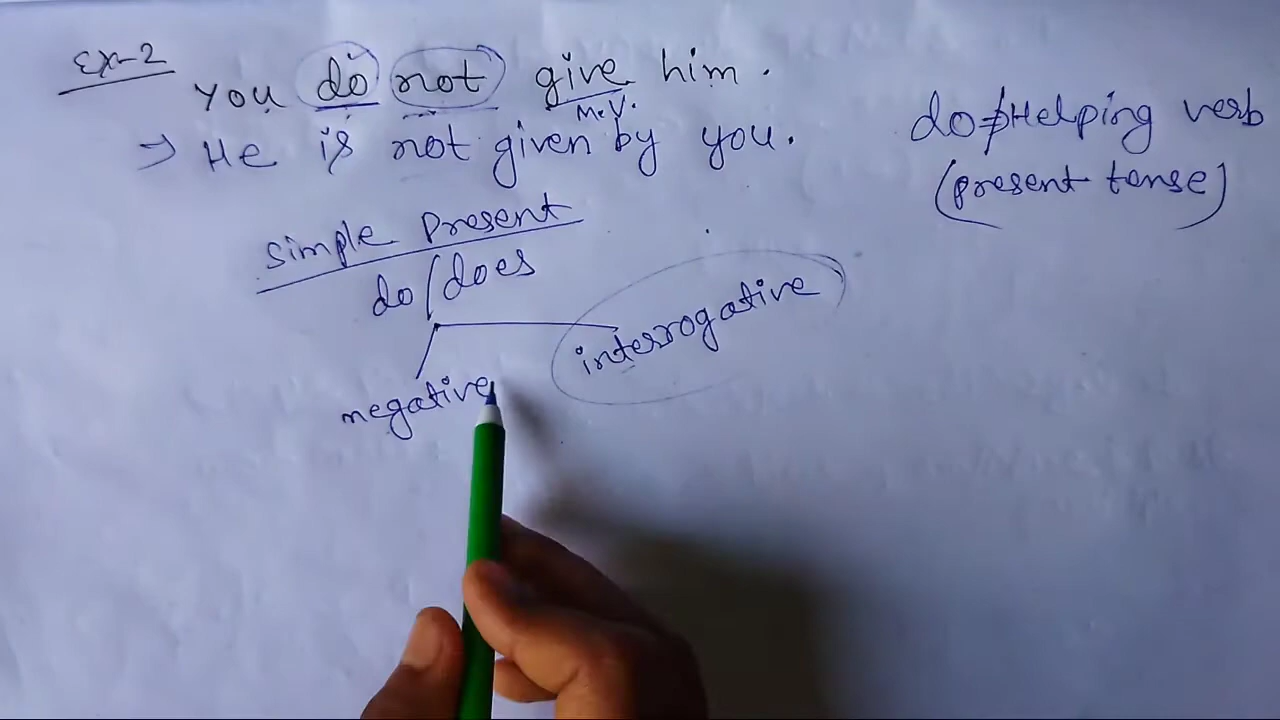 Ex-2
You do not give him.
M.V.
→ He is not given by you.
do ≠ Helping verb
(present tense)
Simple Present
do/does
interrogative
negative